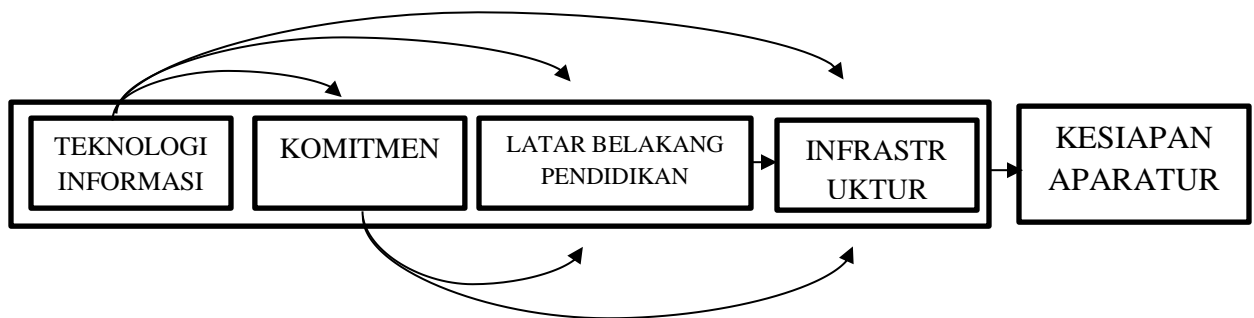 TEKNOLOGI
INFORMASI
KOMITMEN
LATAR BELAKANG
PENDIDIKAN
INFRASTR
UKTUR
KESIAPAN
APARATUR